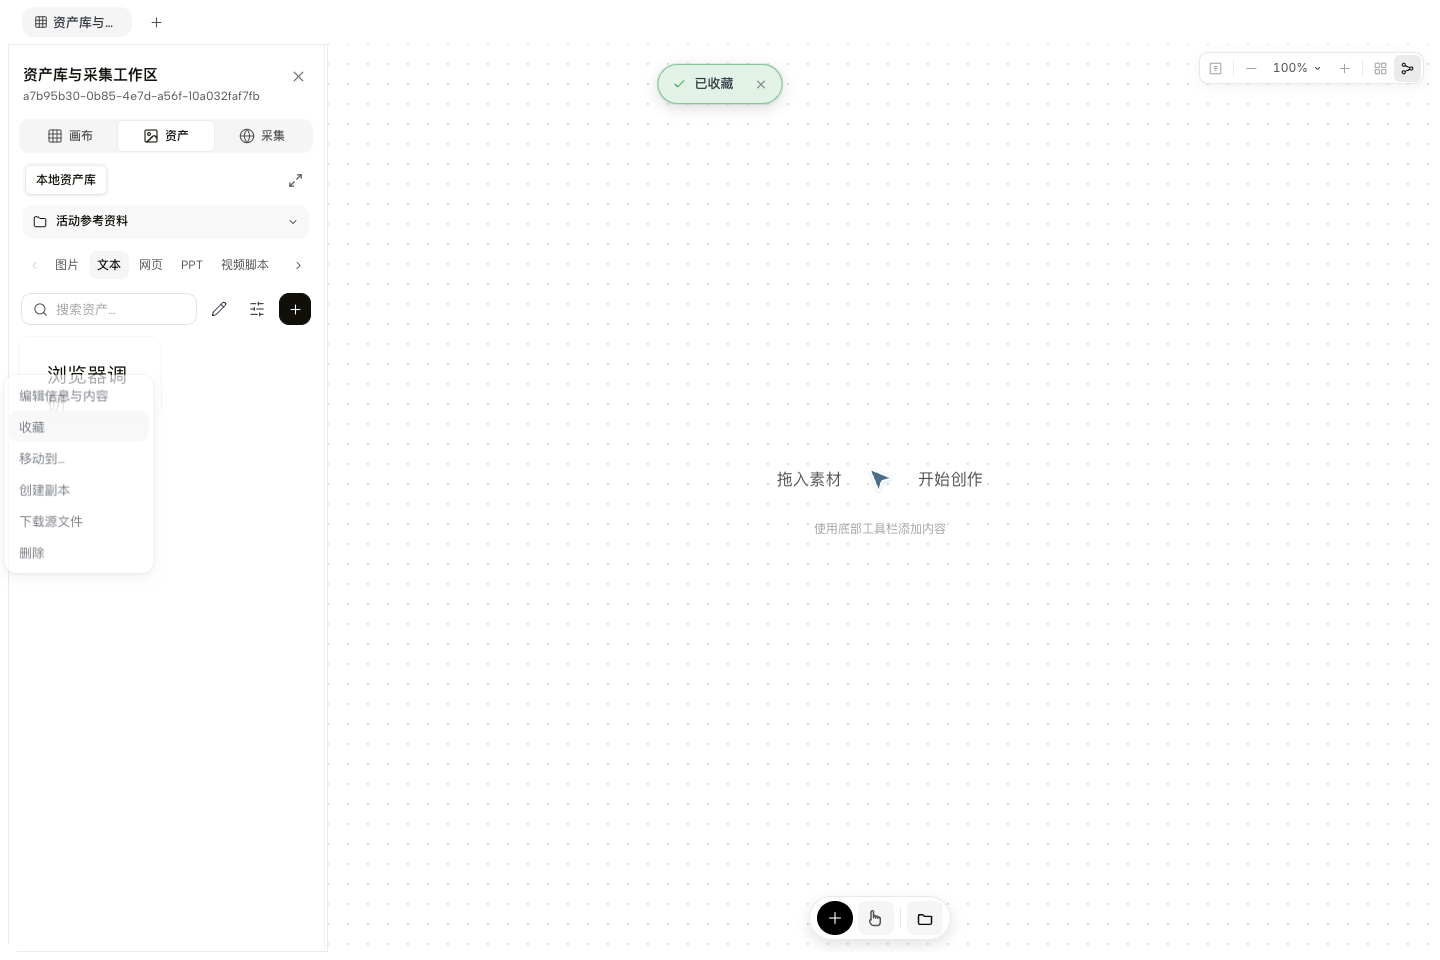 资产库与...
资产库与采集工作区
a7b95b30-0b85-4e7d-a56f-10a032faf7fb
画布
资产
采集
本地资产库
活动参考资料
图片
文本
网页
PPT
视频脚本
搜索资产...
浏览器调
研
编辑信息与内容
收藏
移动到...
创建副本
下载源文件
删除
已收藏
100%
拖入素材
开始创作
使用底部工具栏添加内容